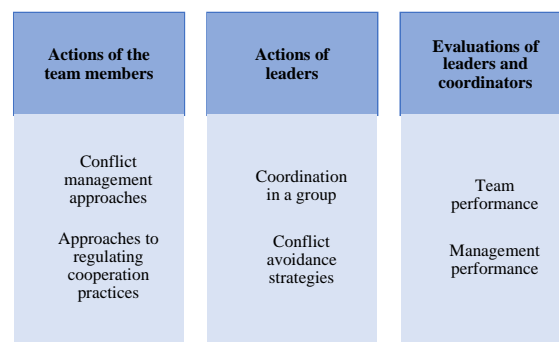 Actions of the
team members
Conflict
management
approaches
Approaches to
regulating
cooperation
practices
Actions of
leaders
Coordination
in a group
Conflict
avoidance
strategies
Evaluations of
leaders and
coordinators
Team
performance
Management
performance